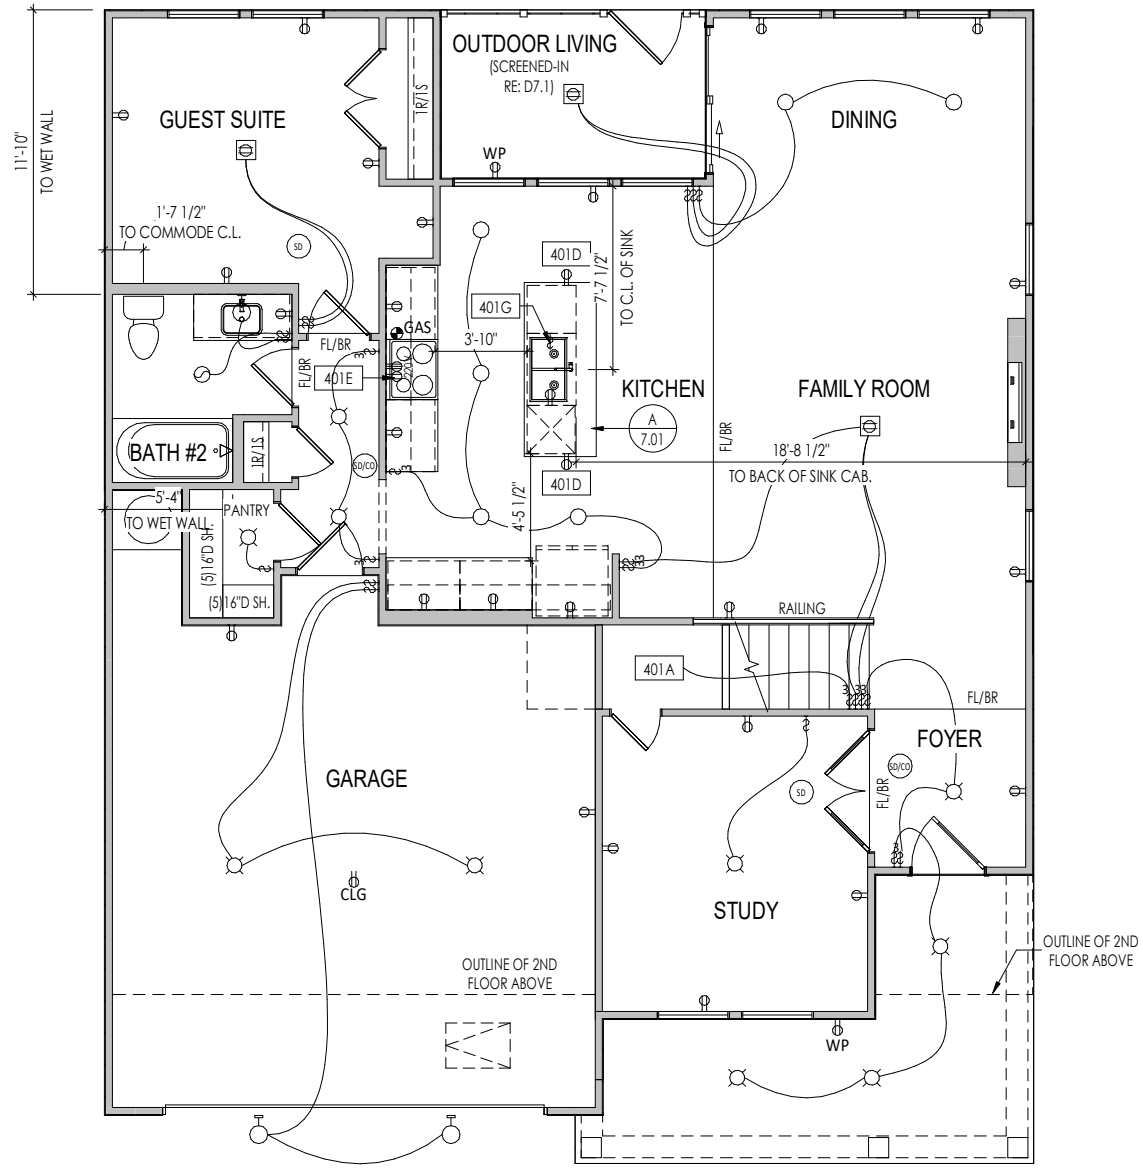 OUTDOOR LIVING
(SCREENED-IN
RE: D7.1)
GUEST SUITE
1R/1S
DINING
11'-10"
TO WET WALL
WP
1'-7 1/2"
TO COMMODE C.L.
SD
401D
7'-7 1/2"
TO C.L. OF SINK
401G
GAS
3'-10"
FL/BR
FL/BR
401E
220V
KITCHEN
FAMILY ROOM
A
7.01
FL/BR
18'-8 1/2"
TO BACK OF SINK CAB.
BATH #2
1R/1S
SD/CO
401D
5'-4"
TO WET WALL
PANTRY
4'-5 1/2"
(5)16"D SH.
(5)16"D SH.
RAILING
401A
FL/BR
FOYER
SD/CO
SD
FL/BR
GARAGE
CLG
STUDY
OUTLINE OF 2ND
FLOOR ABOVE
OUTLINE OF 2ND
FLOOR ABOVE
WP